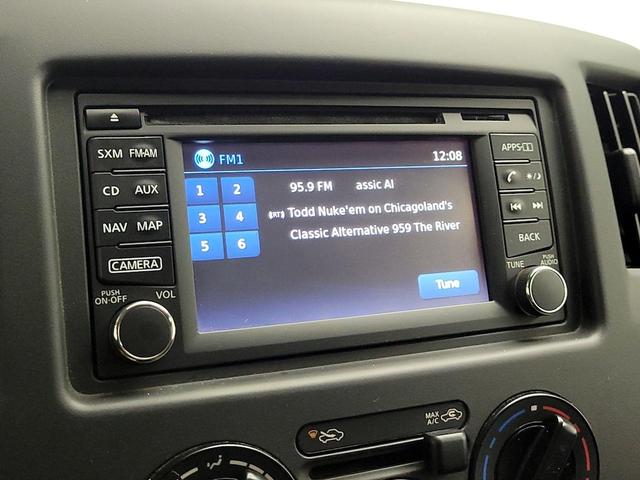 SXM FM-AM
CD AUX
NAV MAP
CAMERA
PUSH
ON-OFF
VOL
FM1
12:08
1 2
3 4
5 6
95.9 FM assic Al
RT
Todd Nuke'em on Chicagoland's
Classic Alternative 959 The River
Tune
APPS
BACK
TUNE
PUSH
AUDIO
MAX
A/C